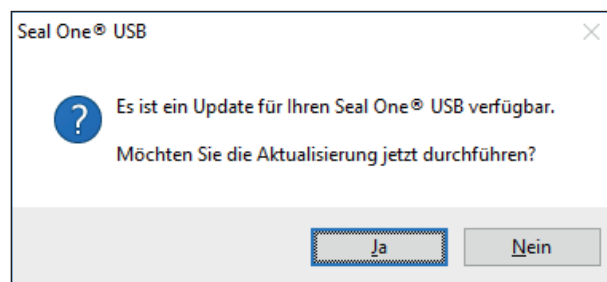 Seal One® USB
Es ist ein Update für Ihren Seal One® USB verfügbar.
Möchten Sie die Aktualisierung jetzt durchführen?
Ja
Nein